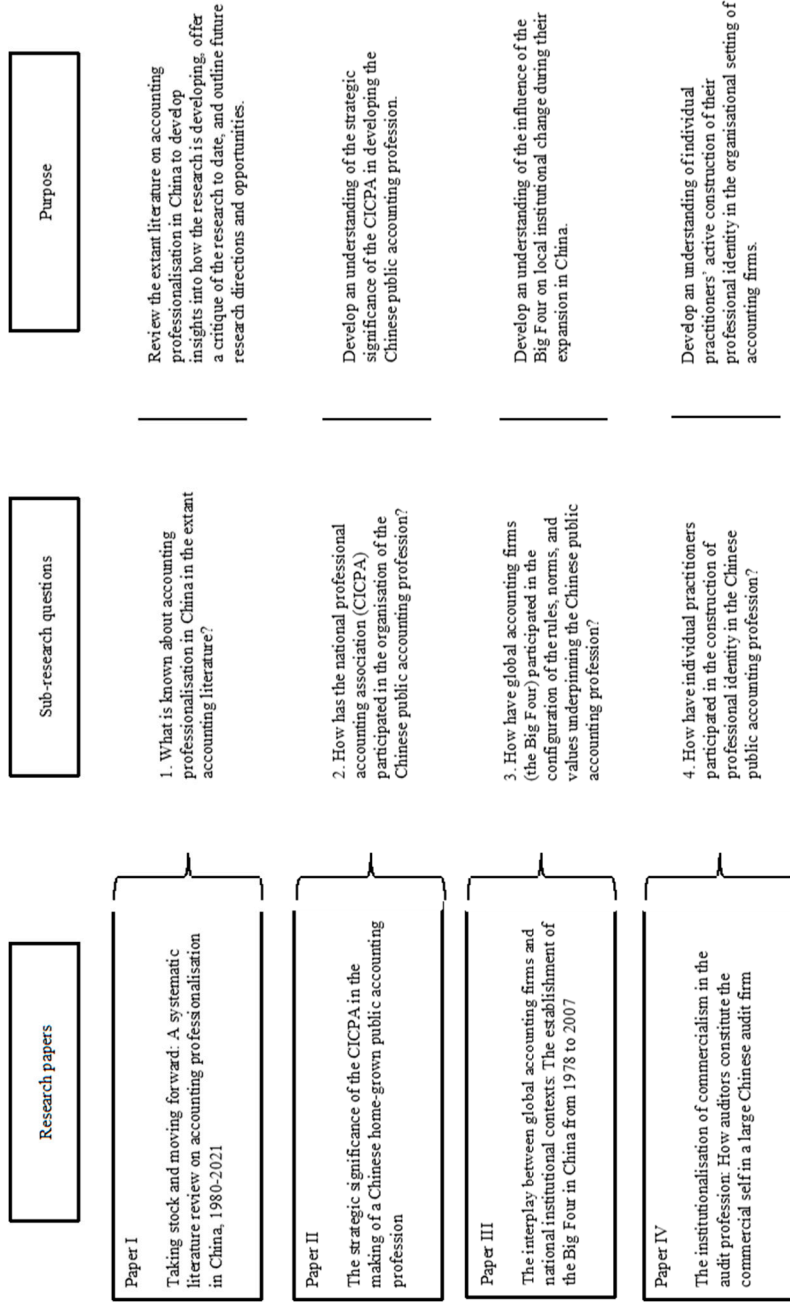 Research papers
Sub-research questions
Purpose
Paper I
Taking stock and moving forward: A systematic
literature review on accounting professionalisation
in China, 1980-2021
1. What is known about accounting
professionalisation in China in the extant
accounting literature?
Review the extant literature on accounting
professionalisation in China to develop
insights into how the research is developing, offer
a critique of the research to date, and outline future
research directions and opportunities.
Paper II
The strategic significance of the CICPA in the
making of a Chinese home-grown public accounting
profession
2. How has the national professional
accounting association (CICPA)
participated in the organisation of the
Chinese public accounting profession?
Develop an understanding of the strategic
significance of the CICPA in developing the
Chinese public accounting profession.
Paper III
The interplay between global accounting firms and
national institutional contexts: The establishment of
the Big Four in China from 1978 to 2007
3. How have global accounting firms
(the Big Four) participated in the
configuration of the rules, norms, and
values underpinning the Chinese public
accounting profession?
Develop an understanding of the influence of the
Big Four on local institutional change during their
expansion in China.
Paper IV
The institutionalisation of commercialism in the
audit profession: How auditors constitute the
commercial self in a large Chinese audit firm
4. How have individual practitioners
participated in the construction of
professional identity in the Chinese
public accounting profession?
Develop an understanding of individual
practitioners' active construction of their
professional identity in the organisational setting of
accounting firms.